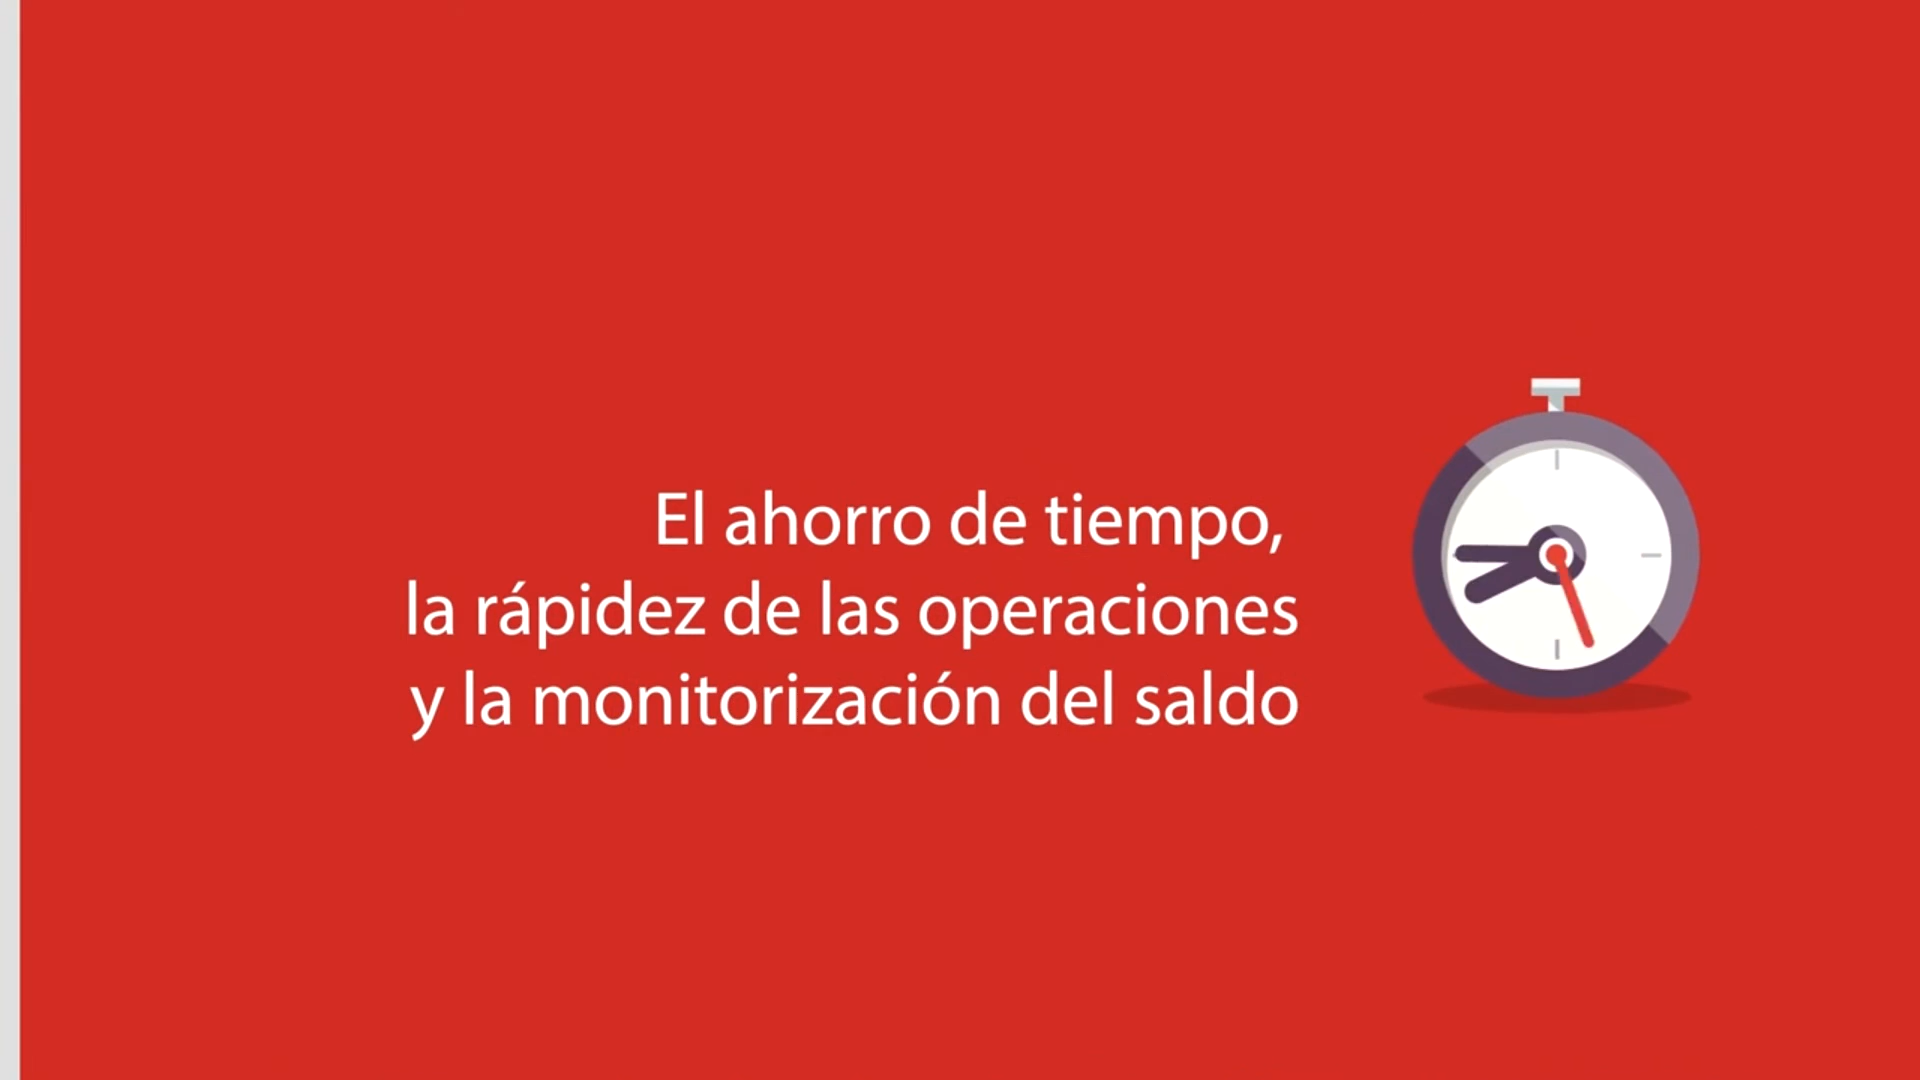 El ahorro de tiempo,
la rápidez de las operaciones
y la monitorización del saldo